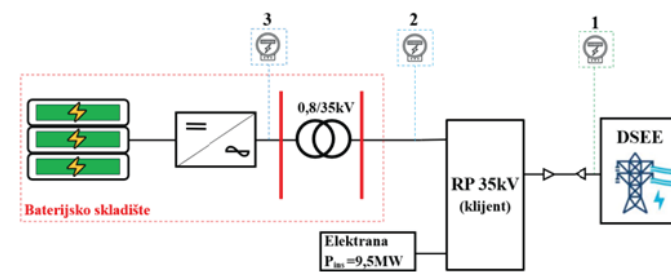 3
2
1
0,8/35kV
DSEE
RP 35kV
(klijent)
Baterijsko skladište
Elektrana
Pins =9,5MW